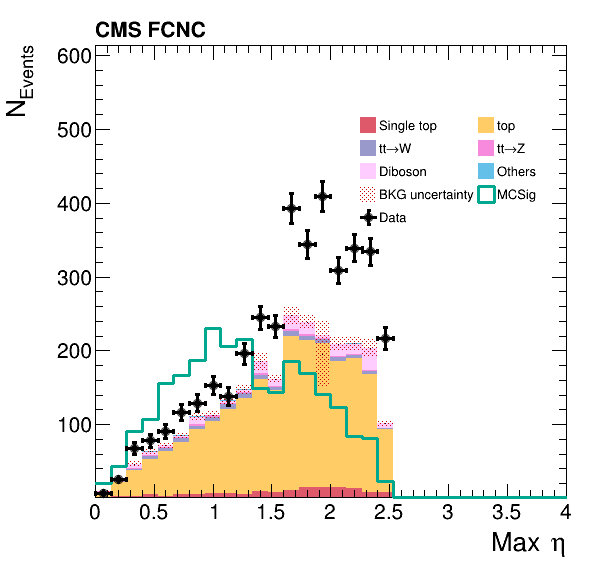 CMS FCNC
N_Events
600
500
400
300
200
100
Single top
top
tt→W
tt→Z
Diboson
Others
BKG uncertainty
MCSig
Data
0 0.5 1 1.5 2 2.5 3 3.5 4
Max η